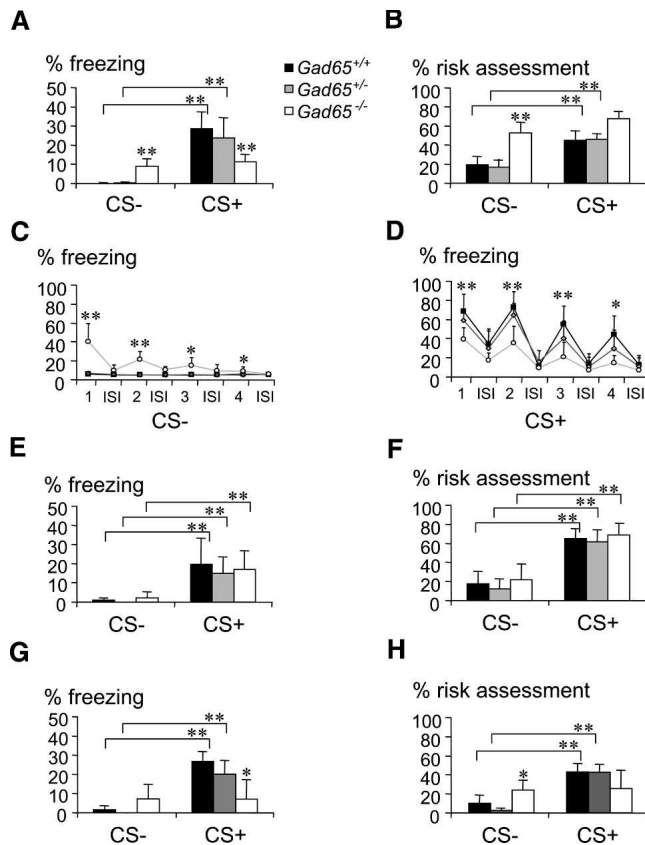 A
% freezing
60
50
40
30
20
10
0
**
**
**
**
CS-
CS+
Gad65+/+
Gad65+/-
Gad65-/-
B
% risk assessment
100
80
60
40
20
0
**
**
**
CS-
CS+
C
% freezing
100
80
60
40
20
0
**
**
*
*
1 ISI 2 ISI 3 ISI 4 ISI
CS-
D
% freezing
100
80
60
40
20
0
**
**
**
*
1 ISI 2 ISI 3 ISI 4 ISI
CS+
E
% freezing
50
40
30
20
10
0
**
**
**
CS-
CS+
F
% risk assessment
100
80
60
40
20
0
**
**
**
CS-
CS+
G
% freezing
50
40
30
20
10
0
**
**
*
CS-
CS+
H
% risk assessment
100
80
60
40
20
0
**
**
*
CS-
CS+